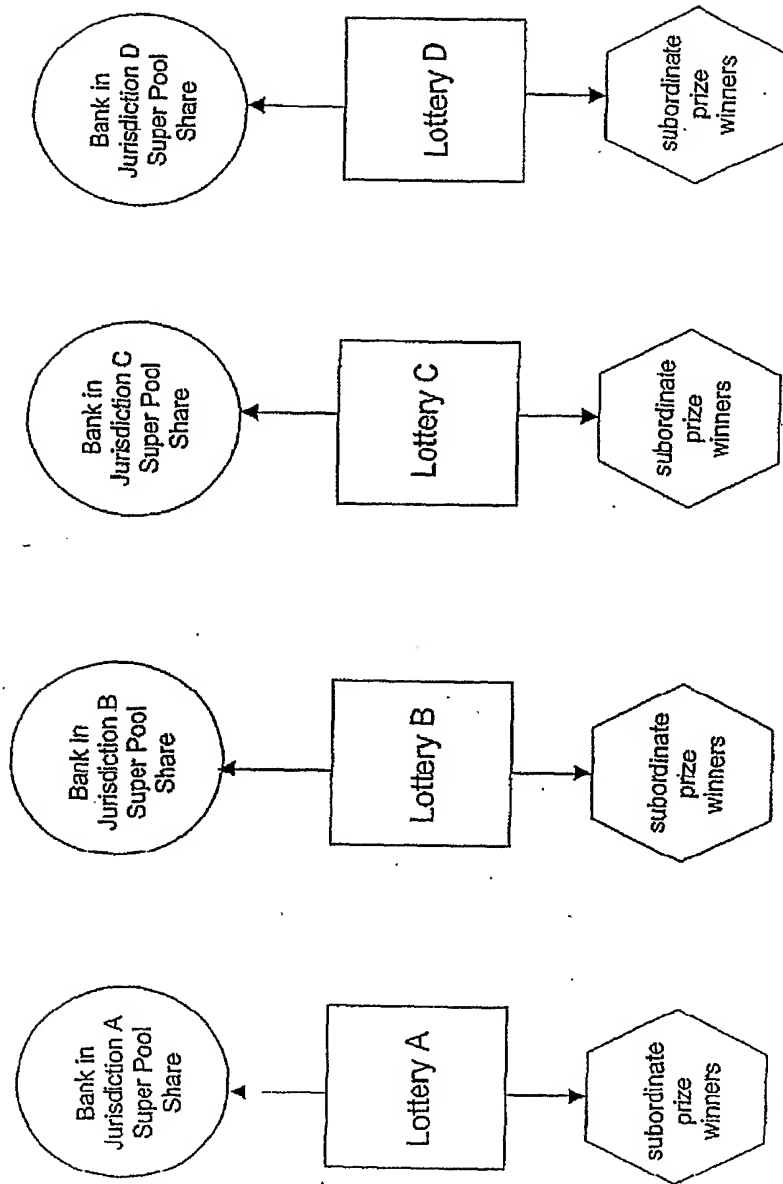 Bank in
Jurisdiction A
Super Pool
Share
Bank in
Jurisdiction B
Super Pool
Share
Bank in
Jurisdiction C
Super Pool
Share
Bank in
Jurisdiction D
Super Pool
Share
Lottery A
Lottery B
Lottery C
Lottery D
subordinate
prize
winners
subordinate
prize
winners
subordinate
prize
winners
subordinate
prize
winners